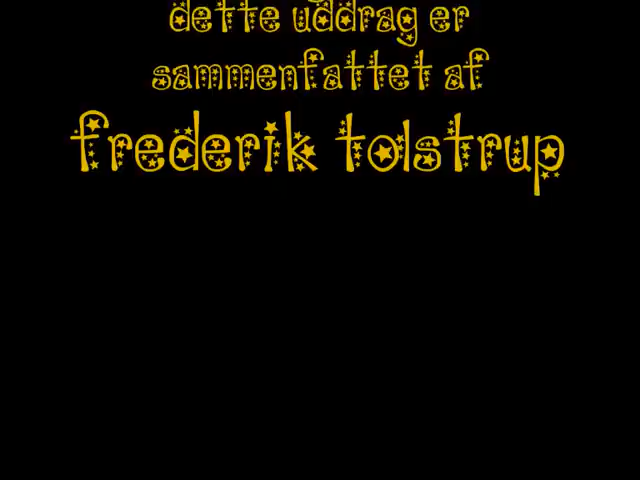 dette uddrag er
sammenfattet af
frederik tolstrup